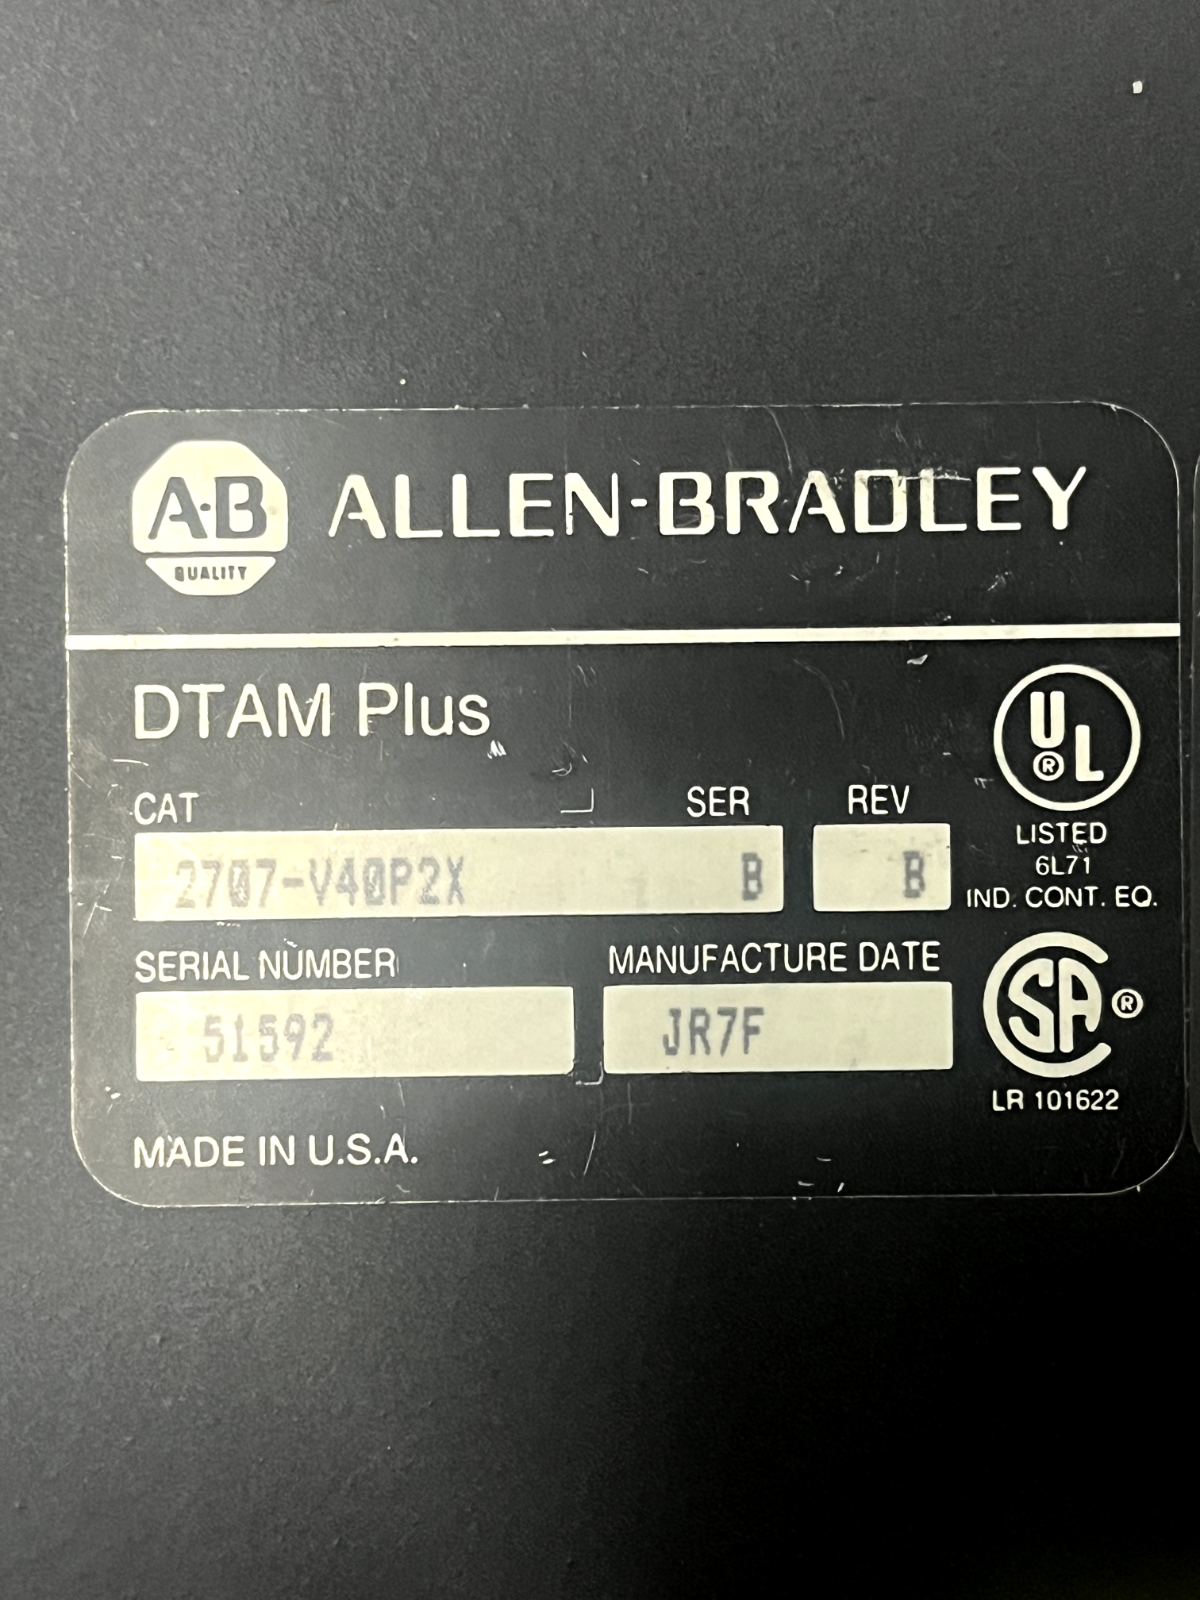 A·B ALLEN-BRADLEY
QUALITY
DTAM Plus
CAT SER REV
2707-V40P2X B B
UL®
LISTED
6L71
IND. CONT. EQ.
SERIAL NUMBER MANUFACTURE DATE
51592 JR7F
SA®
LR 101622
MADE IN U.S.A.